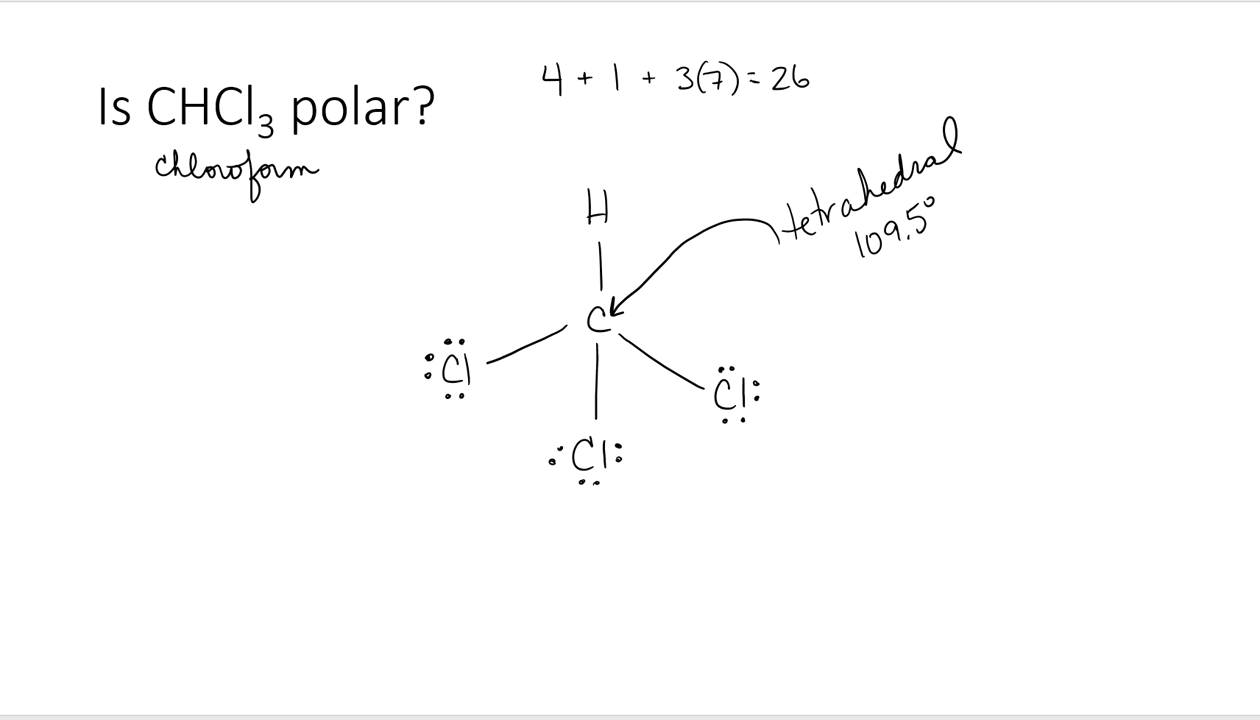 4 + 1 + 3(7) = 26
Is CHCl₃ polar?
chloroform
tetrahedral
109.5°
H
C
:Cl
Cl:
:Cl: